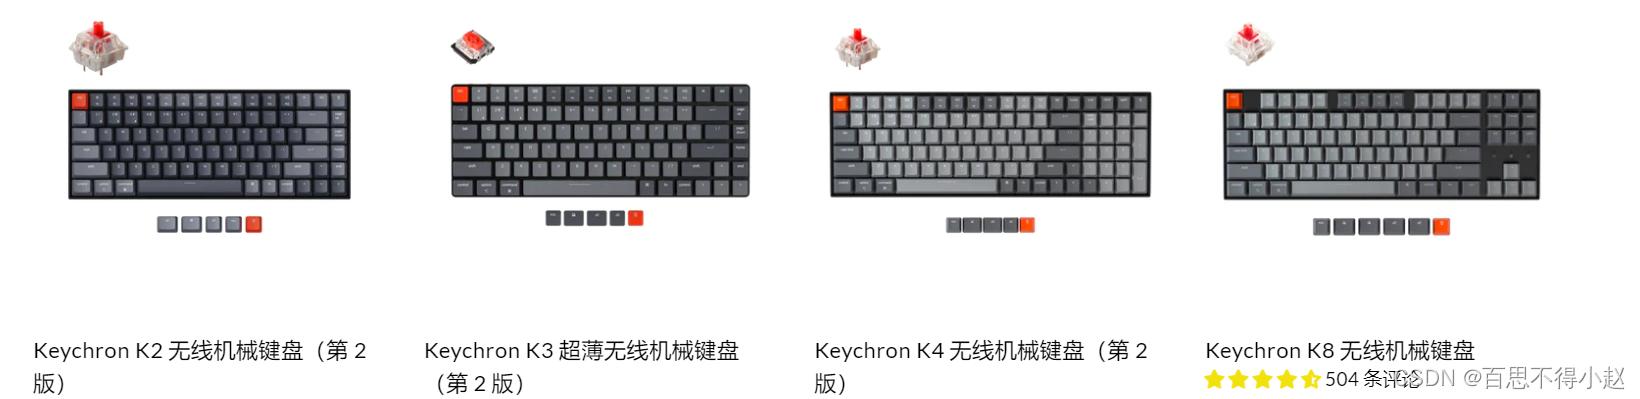 Keychron K2 无线机械键盘（第 2
版）
Keychron K3 超薄无线机械键盘
（第 2 版）
Keychron K4 无线机械键盘（第 2
版）
Keychron K8 无线机械键盘
504 条评论
CSDN @百思不得小赵